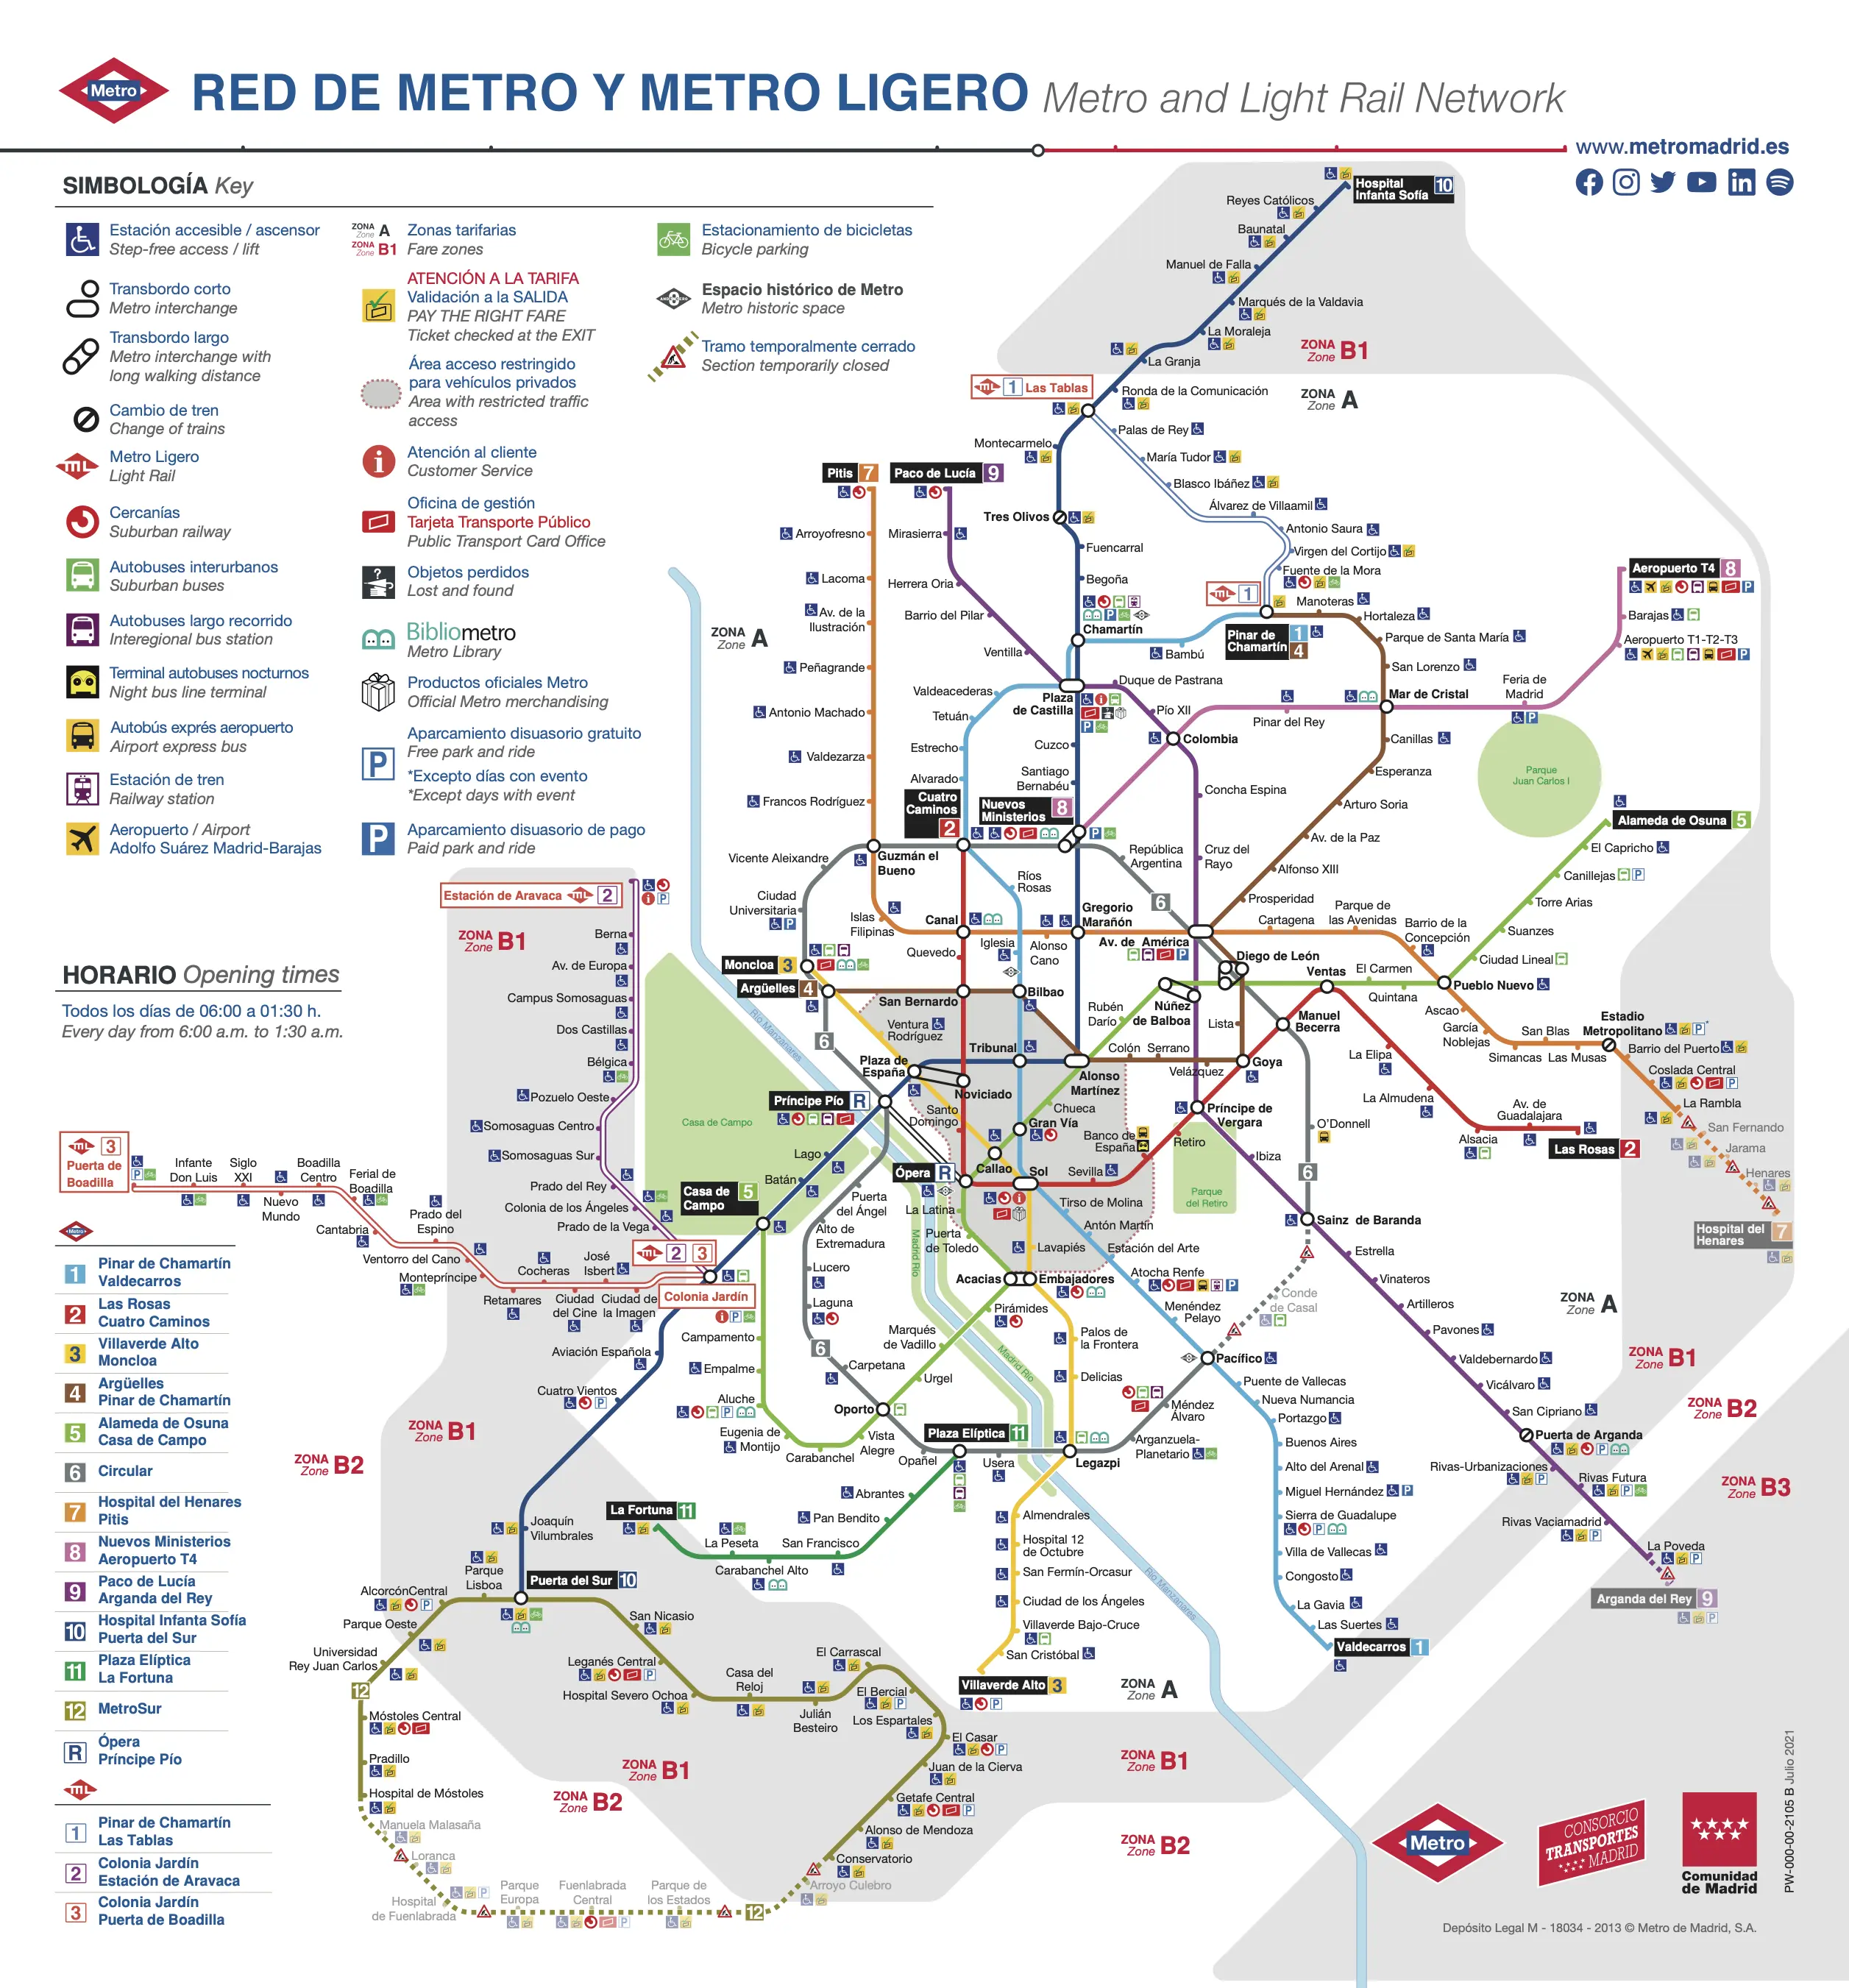 Metro
RED DE METRO Y METRO LIGERO Metro and Light Rail Network
www.metromadrid.es
SIMBOLOGÍA Key
Estación accesible / ascensor
Step-free access / lift
Transbordo corto
Metro interchange
Transbordo largo
Metro interchange with
long walking distance
Cambio de tren
Change of trains
Metro Ligero
Light Rail
Cercanías
Suburban railway
Autobuses interurbanos
Suburban buses
Autobuses largo recorrido
Interegional bus station
Terminal autobuses nocturnos
Night bus line terminal
Autobús exprés aeropuerto
Airport express bus
Estación de tren
Railway station
Aeropuerto / Airport
Adolfo Suárez Madrid-Barajas
ZONA Zone A
ZONA Zone B1
Zonas tarifarias
Fare zones
ATENCIÓN A LA TARIFA
Validación a la SALIDA
PAY THE RIGHT FARE
Ticket checked at the EXIT
Área acceso restringido
para vehículos privados
Area with restricted traffic
access
Atención al cliente
Customer Service
Oficina de gestión
Tarjeta Transporte Público
Public Transport Card Office
Objetos perdidos
Lost and found
Bibliometro
Metro Library
Productos oficiales Metro
Official Metro merchandising
Aparcamiento disuasorio gratuito
Free park and ride
*Excepto días con evento
*Except days with event
Aparcamiento disuasorio de pago
Paid park and ride
Estacionamiento de bicicletas
Bicycle parking
Espacio histórico de Metro
Metro historic space
Tramo temporalmente cerrado
Section temporarily closed
HORARIO Opening times
Todos los días de 06:00 a 01:30 h.
Every day from 6:00 a.m. to 1:30 a.m.
1 Pinar de Chamartín
Valdecarros
2 Las Rosas
Cuatro Caminos
3 Villaverde Alto
Moncloa
4 Argüelles
Pinar de Chamartín
5 Alameda de Osuna
Casa de Campo
6 Circular
7 Hospital del Henares
Pitis
8 Nuevos Ministerios
Aeropuerto T4
9 Paco de Lucía
Arganda del Rey
10 Hospital Infanta Sofía
Puerta del Sur
11 Plaza Elíptica
La Fortuna
12 MetroSur
R Ópera
Príncipe Pío
mL
1 Pinar de Chamartín
Las Tablas
2 Colonia Jardín
Estación de Aravaca
3 Colonia Jardín
Puerta de Boadilla
Hospital
Infanta Sofía 10
Reyes Católicos
Baunatal
Manuel de Falla
Marqués de la Valdavia
La Moraleja
La Granja
ZONA Zone B1
ZONA Zone A
mL 1 Las Tablas
Ronda de la Comunicación
Palas de Rey
Montecarmelo
María Tudor
Blasco Ibáñez
Álvarez de Villaamil
Antonio Saura
Virgen del Cortijo
Fuente de la Mora
mL 1
Pitis 7
Paco de Lucía 9
Tres Olivos
Fuencarral
Begoña
Chamartín
Bambú
Pinar de
Chamartín 1 4
Manoteras
Hortaleza
Parque de Santa María
San Lorenzo
Mar de Cristal
Feria de
Madrid
Aeropuerto T4 8
Barajas
Aeropuerto T1-T2-T3
Arroyofresno
Lacoma
Av. de la
Ilustración
Peñagrande
Antonio Machado
Valdezarza
Francos Rodríguez
Mirasierra
Herrera Oria
Barrio del Pilar
Ventilla
ZONA Zone A
Valdeacederas
Tetuán
Estrecho
Alvarado
Plaza
de Castilla
Duque de Pastrana
Pío XII
Colombia
Pinar del Rey
Cuzco
Santiago
Bernabéu
Concha Espina
Canillas
Esperanza
Arturo Soria
Av. de la Paz
Alfonso XIII
Prosperidad
Parque
Juan Carlos I
Alameda de Osuna 5
El Capricho
Canillejas
Torre Arias
Suanzes
Ciudad Lineal
Cuatro
Caminos 2
Nuevos
Ministerios 8
Vicente Aleixandre
Guzmán el
Bueno
República
Argentina
Cruz del
Rayo
Ríos
Rosas
Ciudad
Universitaria
Islas
Filipinas
Canal
Gregorio
Marañón
6
Cartagena
Parque de
las Avenidas
Barrio de la
Concepción
Quevedo
Iglesia
Alonso
Cano
Av. de América
Diego de León
Ventas
El Carmen
Quintana
Pueblo Nuevo
Moncloa 3
Argüelles 4
San Bernardo
Bilbao
Rubén
Darío
Núñez
de Balboa
Lista
Manuel
Becerra
Ascao
García
Noblejas
San Blas
Simancas
Las Musas
Estadio
Metropolitano
Barrio del Puerto
Coslada Central
La Rambla
San Fernando
Jarama
Henares
Hospital del
Henares 7
6
Ventura
Rodríguez
Tribunal
Colón
Serrano
Velázquez
Goya
La Elipa
La Almudena
Av. de
Guadalajara
Alsacia
Las Rosas 2
Plaza de
España
Noviciado
Alonso
Martínez
Príncipe Pío R
Santo
Domingo
Chueca
Gran Vía
Banco de
España
Retiro
Príncipe de
Vergara
O'Donnell
Callao
Ópera R
Sol
Sevilla
Ibiza
6
Parque
del Retiro
La Latina
Tirso de Molina
Antón Martín
Puerta
de Toledo
Lavapiés
Estación del Arte
Atocha Renfe
Sainz de Baranda
Estrella
Vinateros
Artilleros
Pavones
Valdebernardo
Vicálvaro
San Cipriano
Puerta de Arganda
Rivas-Urbanizaciones
Rivas Futura
Rivas Vaciamadrid
La Poveda
Arganda del Rey 9
Conde
de Casal
Menéndez
Pelayo
Pacífico
Puente de Vallecas
Nueva Numancia
Portazgo
Buenos Aires
Alto del Arenal
Miguel Hernández
Sierra de Guadalupe
Villa de Vallecas
Congosto
La Gavia
Las Suertes
Valdecarros 1
Acacias
Embajadores
Pirámides
Marqués
de Vadillo
Urgel
Palos de
la Frontera
Delicias
Méndez
Álvaro
Arganzuela-
Planetario
Legazpi
Plaza Elíptica 11
Usera
Opañel
Oporto
Vista
Alegre
Carabanchel
Eugenia de
Montijo
Aluche
Empalme
Campamento
Carpetana
6
Laguna
Lucero
Alto de
Extremadura
Puerta
del Ángel
Lago
Batán
Casa de
Campo 5
Casa de Campo
Río Manzanares
Madrid Río
Madrid Río
Río Manzanares
Estación de Aravaca mL 2
ZONA Zone B1
Berna
Av. de Europa
Campus Somosaguas
Dos Castillas
Bélgica
Pozuelo Oeste
Somosaguas Centro
Somosaguas Sur
Prado del Rey
Colonia de los Ángeles
Prado de la Vega
mL 2 3
Colonia Jardín
mL 3
Puerta de
Boadilla
Infante
Don Luis
Siglo
XXI
Nuevo
Mundo
Boadilla
Centro
Ferial de
Boadilla
Cantabria
Prado del
Espino
Ventorro del Cano
Montepríncipe
Retamares
Cocheras
Ciudad
del Cine
José
Isbert
Ciudad de
la Imagen
Aviación Española
Cuatro Vientos
ZONA Zone B1
ZONA Zone B2
Joaquín
Vilumbrales
La Fortuna 11
La Peseta
Carabanchel Alto
San Francisco
Pan Bendito
Abrantes
Almendrales
Hospital 12
de Octubre
San Fermín-Orcasur
Ciudad de los Ángeles
Villaverde Bajo-Cruce
San Cristóbal
Villaverde Alto 3
Puerta del Sur 10
Parque
Lisboa
AlcorcónCentral
Parque Oeste
Universidad
Rey Juan Carlos
12
Móstoles Central
Pradillo
Hospital de Móstoles
Manuela Malasaña
Loranca
Hospital
de Fuenlabrada
Parque
Europa
Fuenlabrada
Central
Parque de
los Estados
12
Arroyo Culebro
Conservatorio
Alonso de Mendoza
Getafe Central
Juan de la Cierva
El Casar
Los Espartales
El Bercial
El Carrascal
Julián
Besteiro
Casa del
Reloj
Hospital Severo Ochoa
Leganés Central
San Nicasio
ZONA Zone B1
ZONA Zone B2
ZONA Zone A
ZONA Zone B1
ZONA Zone B2
ZONA Zone A
ZONA Zone B1
ZONA Zone B2
ZONA Zone B3
Metro
CONSORCIO
TRANSPORTES
MADRID
Comunidad
de Madrid
PW-000-00-2105 B Julio 2021
Depósito Legal M - 18034 - 2013 © Metro de Madrid, S.A.